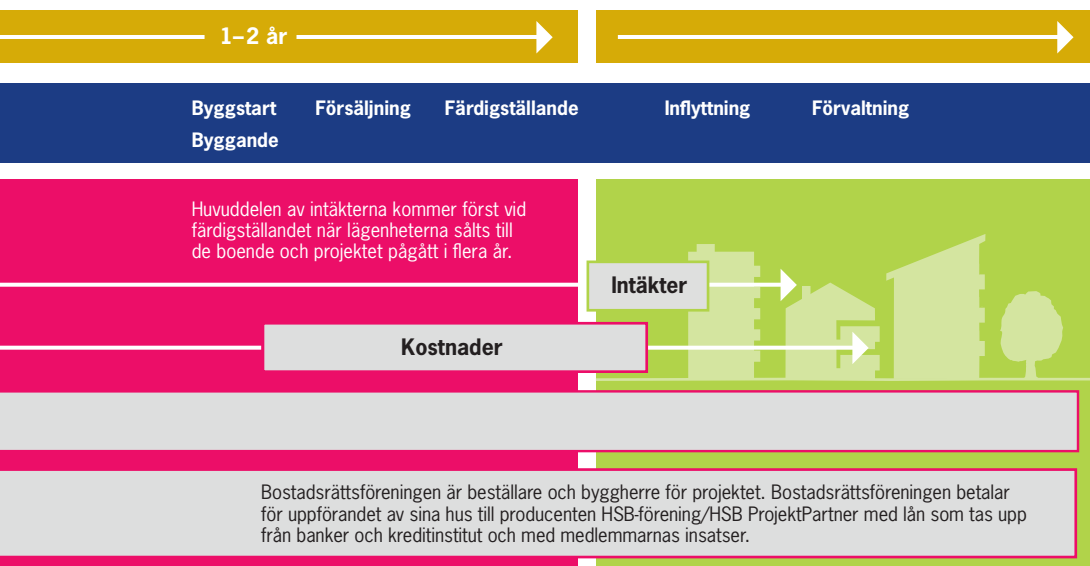 1–2 år
Byggstart Försäljning Färdigställande Inflyttning Förvaltning
Byggande
Huvuddelen av intäkterna kommer först vid
färdigställandet när lägenheterna sålts till
de boende och projektet pågått i flera år.
Intäkter
Kostnader
Bostadsrättsföreningen är beställare och byggherre för projektet. Bostadsrättsföreningen betalar
för uppförandet av sina hus till producenten HSB-förening/HSB ProjektPartner med lån som tas upp
från banker och kreditinstitut och med medlemmarnas insatser.